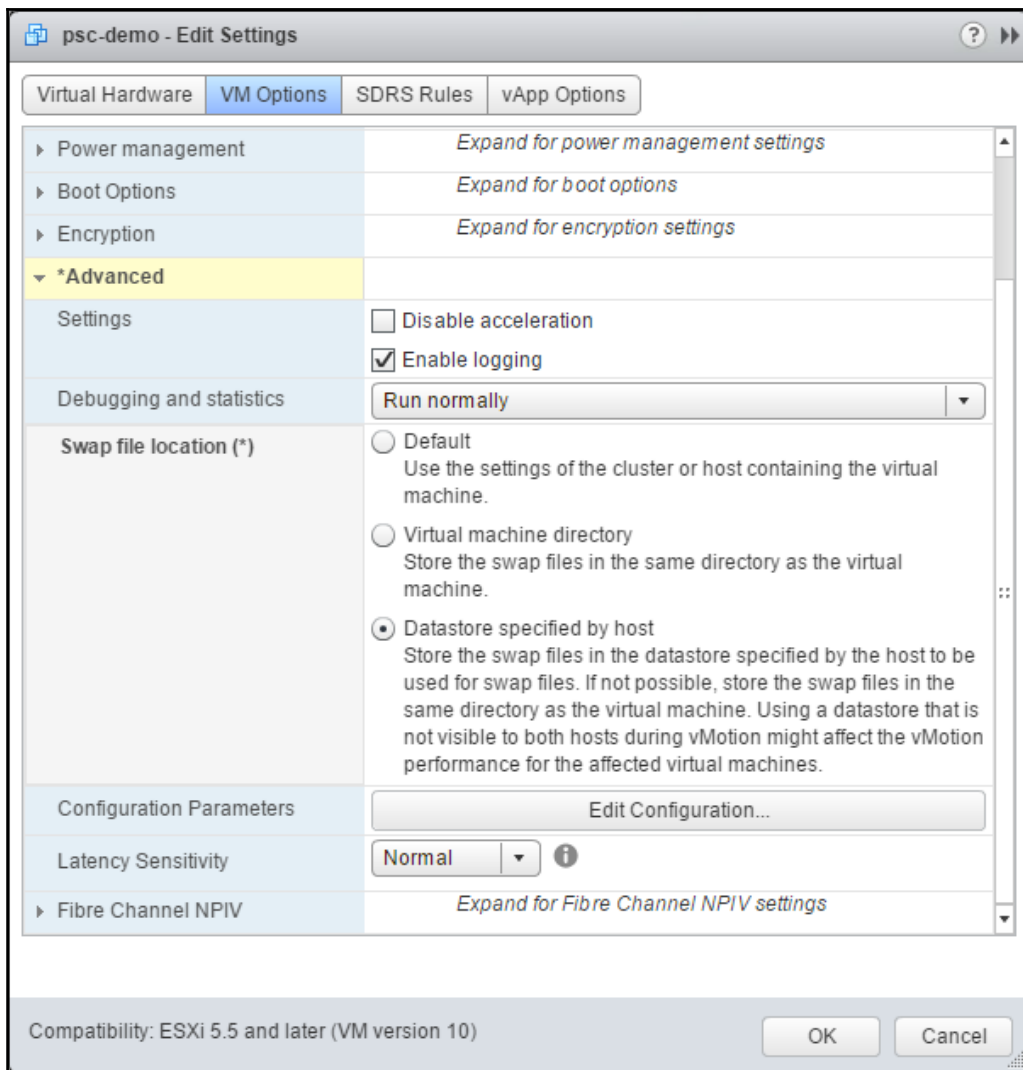 psc-demo - Edit Settings
Virtual Hardware VM Options SDRS Rules vApp Options
Power management Expand for power management settings
Boot Options Expand for boot options
Encryption Expand for encryption settings
*Advanced
Settings Disable acceleration
Enable logging
Debugging and statistics Run normally
Swap file location (*) Default
Use the settings of the cluster or host containing the virtual
machine.
Virtual machine directory
Store the swap files in the same directory as the virtual
machine.
Datastore specified by host
Store the swap files in the datastore specified by the host to be
used for swap files. If not possible, store the swap files in the
same directory as the virtual machine. Using a datastore that is
not visible to both hosts during vMotion might affect the vMotion
performance for the affected virtual machines.
Configuration Parameters Edit Configuration...
Latency Sensitivity Normal
Fibre Channel NPIV Expand for Fibre Channel NPIV settings
Compatibility: ESXi 5.5 and later (VM version 10) OK Cancel